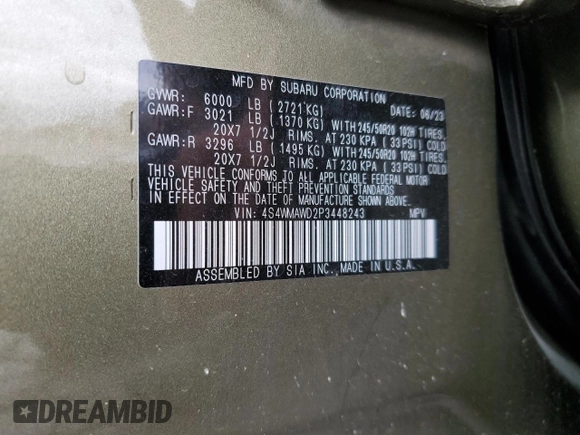 MFD BY SUBARU CORPORATION
GVWR: 6000 LB (2721 KG) DATE: 06/23
GAWR:F 3021 LB (1370 KG) WITH 245/50R20 102H TIRES,
20X7 1/2J RIMS, AT 230 KPA (33PSI) COLD
GAWR:R 3296 LB (1495 KG) WITH 245/50R20 102H TIRES,
20X7 1/2J RIMS, AT 230 KPA (33PSI) COLD
THIS VEHICLE CONFORMS TO ALL APPLICABLE FEDERAL MOTOR
VEHICLE SAFETY AND THEFT PREVENTION STANDARDS
IN EFFECT ON THE DATE OF MANUFACTURE SHOWN ABOVE.
VIN: 4S4WMAWD2P3448243 MPV
ASSEMBLED BY SIA INC., MADE IN U.S.A.
DREAMBID